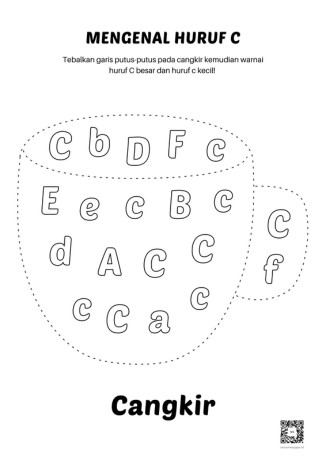 MENGENAL HURUF C
Tebalkan garis putus-putus pada cangkir kemudian warnai
huruf C besar dan huruf c kecil!
C b D F c
E e c B c
C
d A C C
f
c C a c
Cangkir